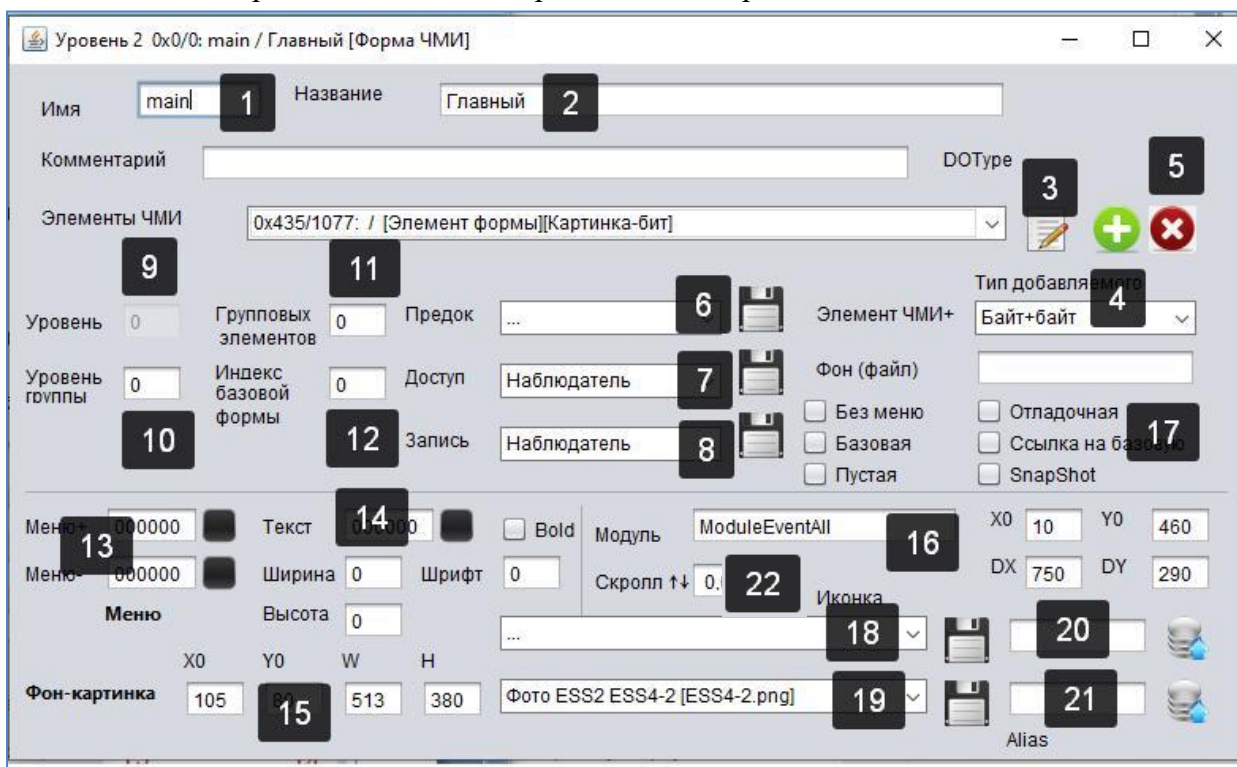 Уровень 2 0x0/0: main / Главный [Форма ЧМИ]
Имя main 1 Название Главный 2
Комментарий DOType
3 5
Элементы ЧМИ 0x435/1077: / [Элемент формы][Картинка-бит]
9 11
Тип добавляемого
Уровень 0 Групповых элементов 0 Предок ... 6 Элемент ЧМИ+ Байт+байт 4
Уровень группы 0 Индекс базовой формы 0 Доступ Наблюдатель 7 Фон (файл)
10 12 Запись Наблюдатель 8
Без меню Отладочная
Базовая Ссылка на базовую 17
Пустая SnapShot
Меню+ 000000 Текст 14 Bold Модуль ModuleEventAll 16 X0 10 Y0 460
13
Меню- 000000 Ширина 0 Шрифт 0 Скролл ↑↓ 22 DX 750 DY 290
Меню Высота 0 Иконка
... 18 20
X0 Y0 W H
Фон-картинка 105 15 513 380 Фото ESS2 ESS4-2 [ESS4-2.png] 19 21
Alias